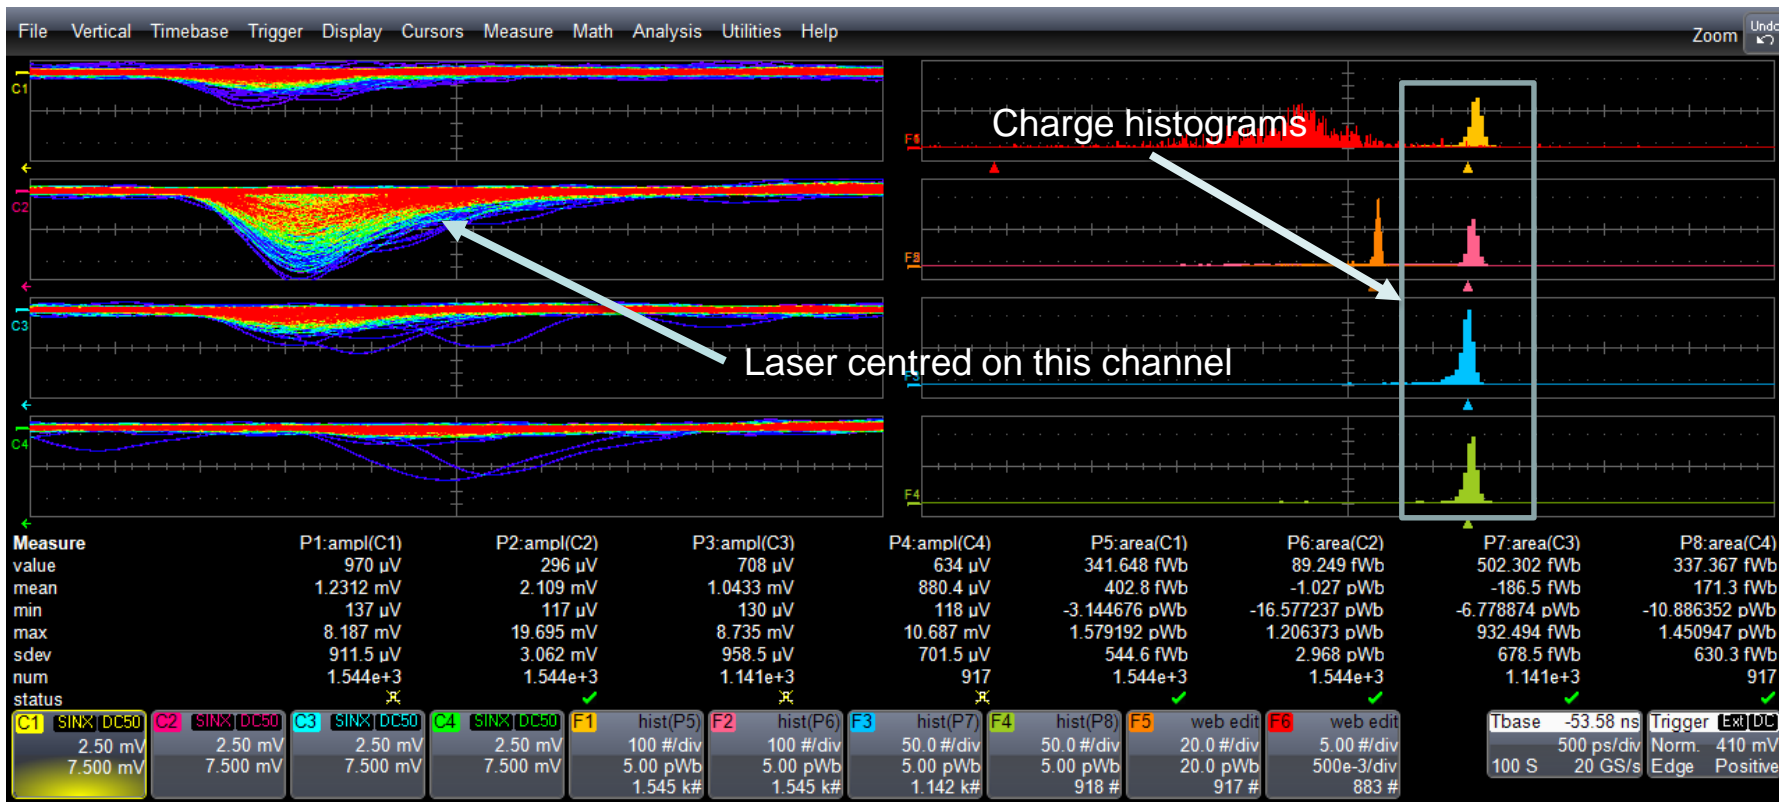 File Vertical Timebase Trigger Display Cursors Measure Math Analysis Utilities Help Zoom Undo
C1
C2
C3
C4
Charge histograms
Laser centred on this channel
F4
Measure P1:ampl(C1) P2:ampl(C2) P3:ampl(C3) P4:ampl(C4) P5:area(C1) P6:area(C2) P7:area(C3) P8:area(C4)
value 970 µV 296 µV 708 µV 634 µV 341.648 fWb 89.249 fWb 502.302 fWb 337.367 fWb
mean 1.2312 mV 2.109 mV 1.0433 mV 880.4 µV 402.8 fWb -1.027 pWb -186.5 fWb 171.3 fWb
min 137 µV 117 µV 130 µV 118 µV -3.144676 pWb -16.577237 pWb -6.778874 pWb -10.886352 pWb
max 8.187 mV 19.695 mV 8.735 mV 10.687 mV 1.579192 pWb 1.206373 pWb 932.494 fWb 1.450947 pWb
sdev 911.5 µV 3.062 mV 958.5 µV 701.5 µV 544.6 fWb 2.968 pWb 678.5 fWb 630.3 fWb
num 1.544e+3 1.544e+3 1.141e+3 917 1.544e+3 1.544e+3 1.141e+3 917
status
C1 SINX DC50 C2 SINX DC50 C3 SINX DC50 C4 SINX DC50 F1 hist(P5) F2 hist(P6) F3 hist(P7) F4 hist(P8) F5 web edit F6 web edit Tbase -53.58 ns Trigger Ext DC
2.50 mV 2.50 mV 2.50 mV 2.50 mV 100 #/div 100 #/div 50.0 #/div 50.0 #/div 20.0 #/div 5.00 #/div 500 ps/div Norm. 410 mV
7.500 mV 7.500 mV 7.500 mV 7.500 mV 5.00 pWb 5.00 pWb 5.00 pWb 5.00 pWb 20.0 pWb 500e-3/div 100 S 20 GS/s Edge Positive
1.545 k# 1.545 k# 1.142 k# 918 # 917 # 883 #